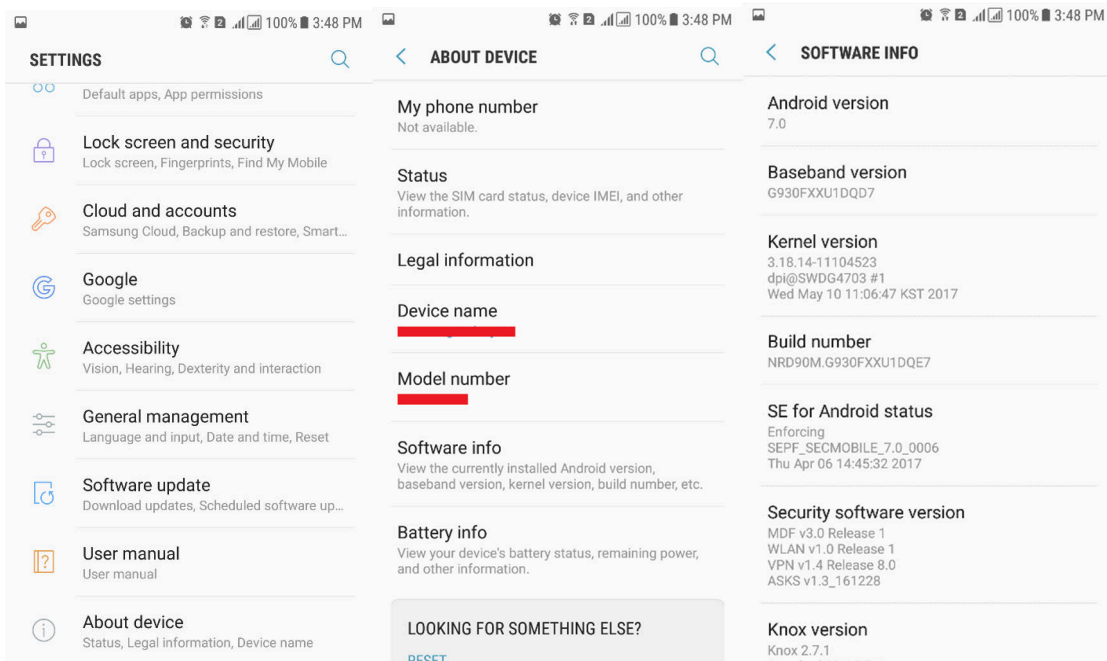 2 100% 3:48 PM
SETTINGS
Default apps, App permissions
Lock screen and security
Lock screen, Fingerprints, Find My Mobile
Cloud and accounts
Samsung Cloud, Backup and restore, Smart...
Google
Google settings
Accessibility
Vision, Hearing, Dexterity and interaction
General management
Language and input, Date and time, Reset
Software update
Download updates, Scheduled software up...
User manual
User manual
About device
Status, Legal information, Device name
2 100% 3:48 PM
ABOUT DEVICE
My phone number
Not available.
Status
View the SIM card status, device IMEI, and other
information.
Legal information
Device name
Model number
Software info
View the currently installed Android version,
baseband version, kernel version, build number, etc.
Battery info
View your device's battery status, remaining power,
and other information.
LOOKING FOR SOMETHING ELSE?
RESET
2 100% 3:48 PM
SOFTWARE INFO
Android version
7.0
Baseband version
G930FXXU1DQD7
Kernel version
3.18.14-11104523
dpi@SWDG4703 #1
Wed May 10 11:06:47 KST 2017
Build number
NRD90M.G930FXXU1DQE7
SE for Android status
Enforcing
SEPF_SECMOBILE_7.0_0006
Thu Apr 06 14:45:32 2017
Security software version
MDF v3.0 Release 1
WLAN v1.0 Release 1
VPN v1.4 Release 8.0
ASKS v1.3_161228
Knox version
Knox 2.7.1